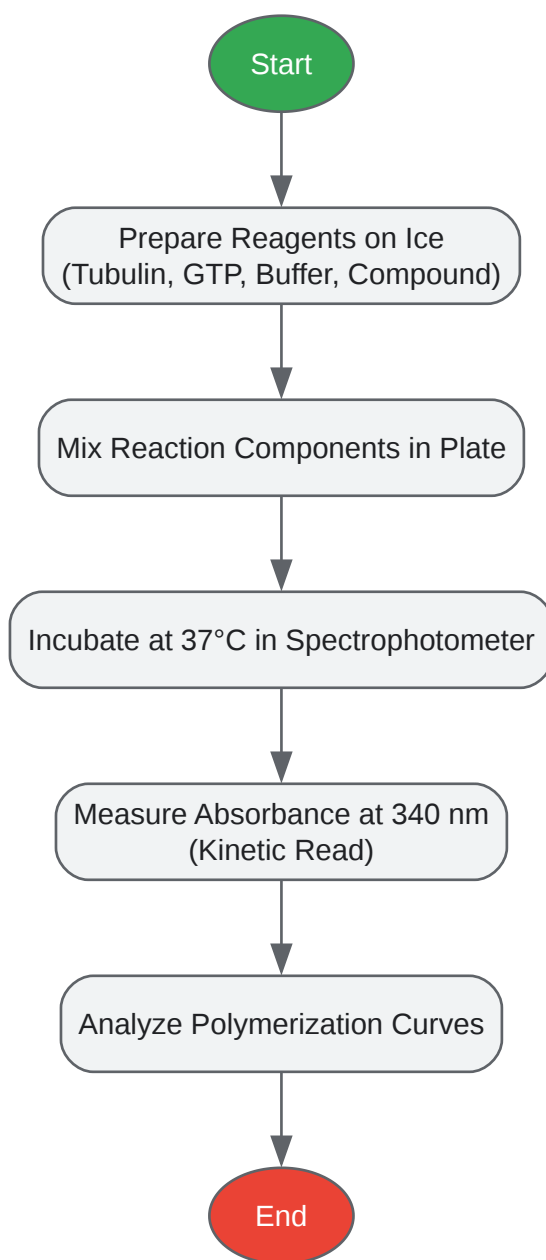 Start
Prepare Reagents on Ice
(Tubulin, GTP, Buffer, Compound)
Mix Reaction Components in Plate
Incubate at 37°C in Spectrophotometer
Measure Absorbance at 340 nm
(Kinetic Read)
Analyze Polymerization Curves
End